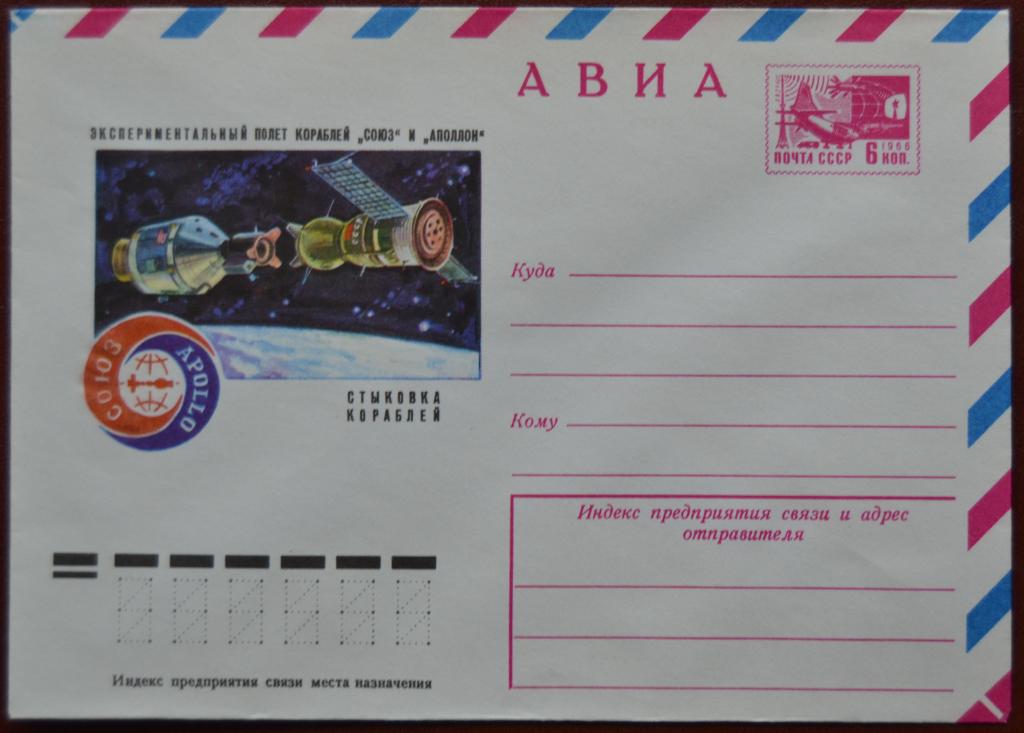 АВИА
ЭКСПЕРИМЕНТАЛЬНЫЙ ПОЛЕТ КОРАБЛЕЙ „СОЮЗ“ И „АПОЛЛОН“
СССР
СОЮЗ
APOLLO
СТЫКОВКА
КОРАБЛЕЙ
1966
ПОЧТА СССР 6 КОП.
Куда
Кому
Индекс предприятия связи и адрес
отправителя
Индекс предприятия связи места назначения